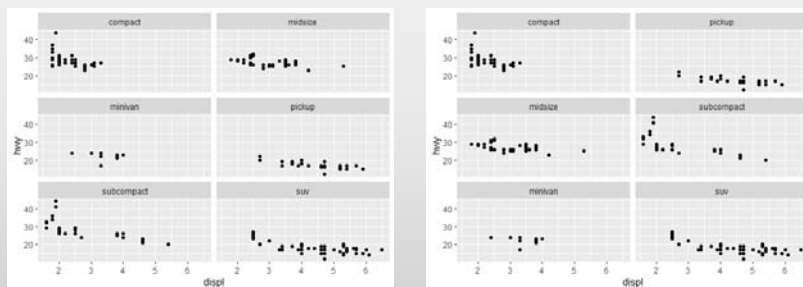 compact midsize
40
30
20
minivan pickup
40
hwy
30
20
subcompact suv
40
30
20
2 3 4 5 6 2 3 4 5 6
displ
compact pickup
40
30
20
midsize subcompact
40
hwy
30
20
minivan suv
40
30
20
2 3 4 5 6 2 3 4 5 6
displ